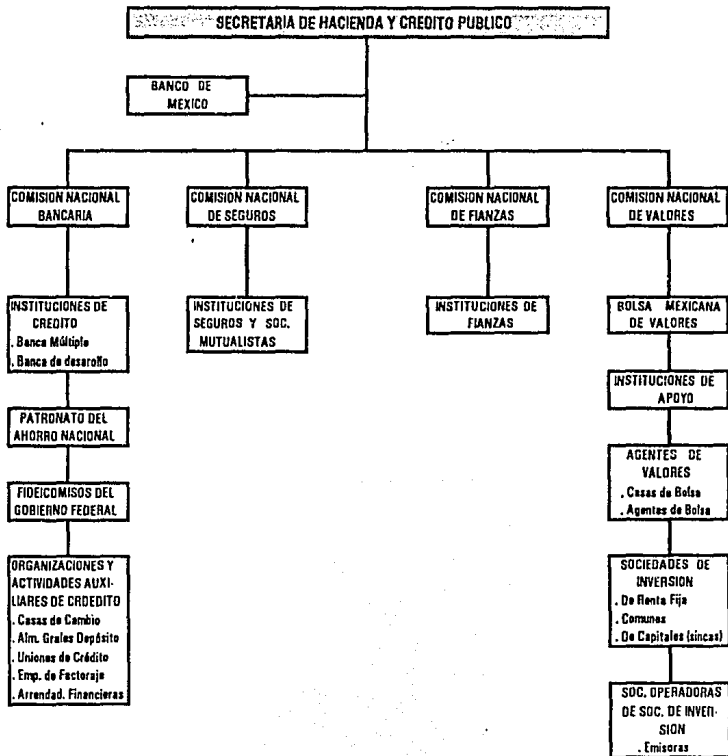 SECRETARIA DE HACIENDA Y CREDITO PUBLICO
BANCO DE
MEXICO
COMISION NACIONAL
BANCARIA
COMISION NACIONAL
DE SEGUROS
COMISION NACIONAL
DE FIANZAS
COMISION NACIONAL
DE VALORES
INSTITUCIONES DE
CREDITO
. Banca Múltiple
. Banca de desarollo
INSTITUCIONES DE
SEGUROS Y SOC.
MUTUALISTAS
INSTITUCIONES DE
FIANZAS
BOLSA MEXICANA
DE VALORES
PATRONATO DEL
AHORRO NACIONAL
INSTITUCIONES DE
APOYO
FIDEICOMISOS DEL
GOBIERNO FEDERAL
AGENTES DE
VALORES
. Casas de Bolsa
. Agentes de Bolsa
ORGANIZACIONES Y
ACTIVIDADES AUXI-
LIARES DE CROEDITO
. Casas de Cambio
. Alm. Grales Depósito
. Uniones de Crédito
. Emp. de Factoraje
. Arrendad. Financieras
SOCIEDADES DE
INVERSION
. De Renta Fija
. Comunes
. De Capitales (sincas)
SOC. OPERADORAS
DE SOC. DE INVER-
SION
. Emisoras